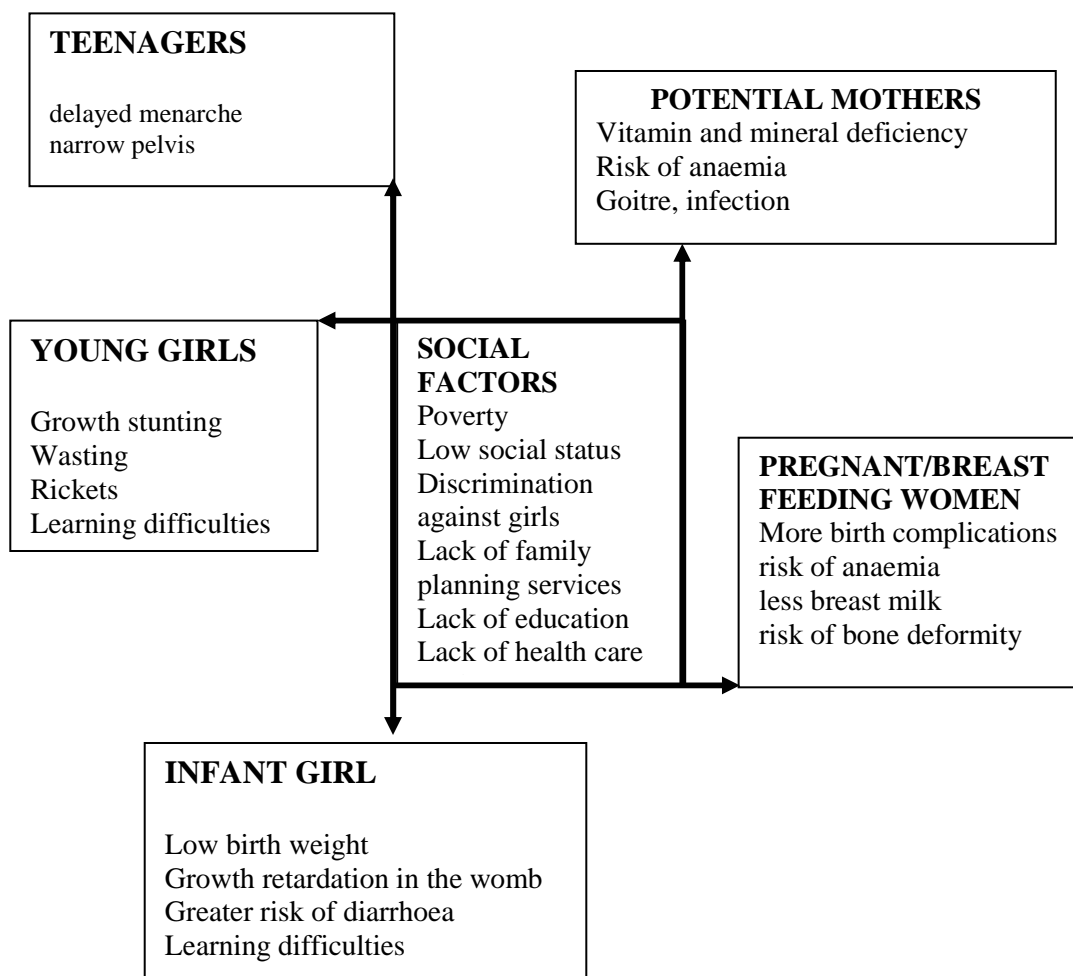 TEENAGERS
delayed menarche
narrow pelvis
POTENTIAL MOTHERS
Vitamin and mineral deficiency
Risk of anaemia
Goitre, infection
YOUNG GIRLS
Growth stunting
Wasting
Rickets
Learning difficulties
SOCIAL
FACTORS
Poverty
Low social status
Discrimination
against girls
Lack of family
planning services
Lack of education
Lack of health care
PREGNANT/BREAST
FEEDING WOMEN
More birth complications
risk of anaemia
less breast milk
risk of bone deformity
INFANT GIRL
Low birth weight
Growth retardation in the womb
Greater risk of diarrhoea
Learning difficulties